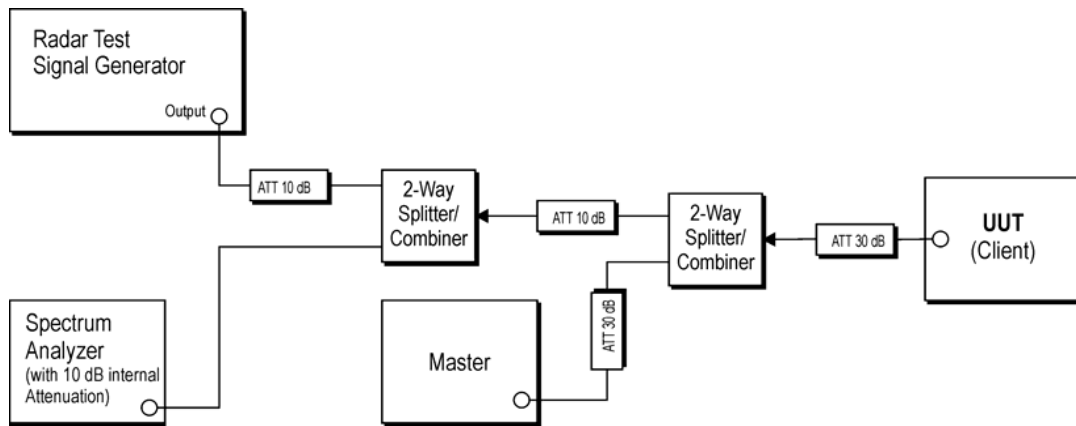 Radar Test
Signal Generator
Output
ATT 10 dB
2-Way
Splitter/
Combiner
ATT 10 dB
2-Way
Splitter/
Combiner
ATT 30 dB
UUT
(Client)
Spectrum
Analyzer
(with 10 dB internal
Attenuation)
Master
ATT 30 dB